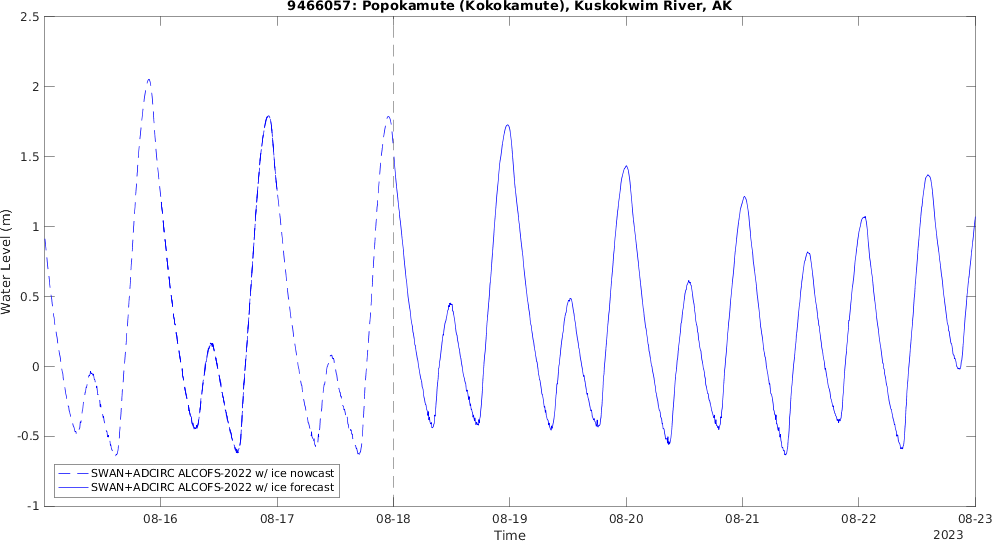 9466057: Popokamute (Kokokamute), Kuskokwim River, AK
2.5
2
1.5
1
0.5
0
-0.5
-1
Water Level (m)
SWAN+ADCIRC ALCOFS-2022 w/ ice nowcast
SWAN+ADCIRC ALCOFS-2022 w/ ice forecast
08-16 08-17 08-18 08-19 08-20 08-21 08-22 08-23
Time
2023